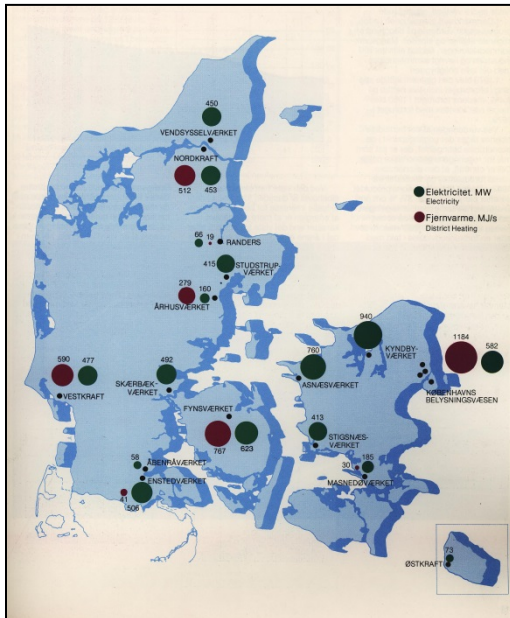 450
VENDSYSSELVÆRKET
NORDKRAFT
512
453
Elektricitet. MW
Electricity
Fjernvarme. MJ/s
District Heating
66
19
RANDERS
415
STUDSTRUP-
VÆRKET
279
160
ÅRHUSVÆRKET
940
KYNDBY-
VÆRKET
1184
582
760
ASNÆSVÆRKET
KØBENHAVNS
BELYSNINGSVÆSEN
590
477
VESTKRAFT
492
SKÆRBÆK-
VÆRKET
FYNSVÆRKET
767
623
413
STIGSNÆS-
VÆRKET
30
185
MASNEDØVÆRKET
58
ÅBENRÅVÆRKET
ENSTEDVÆRKET
41
506
73
ØSTKRAFT